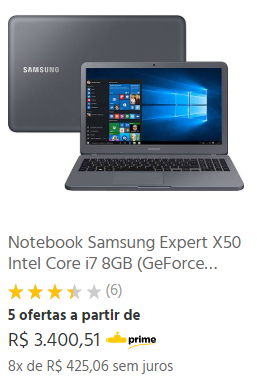 SAMSUNG
Notebook Samsung Expert X50
Intel Core i7 8GB (GeForce...
(6)
5 ofertas a partir de
R$ 3.400,51 prime
8x de R$ 425,06 sem juros